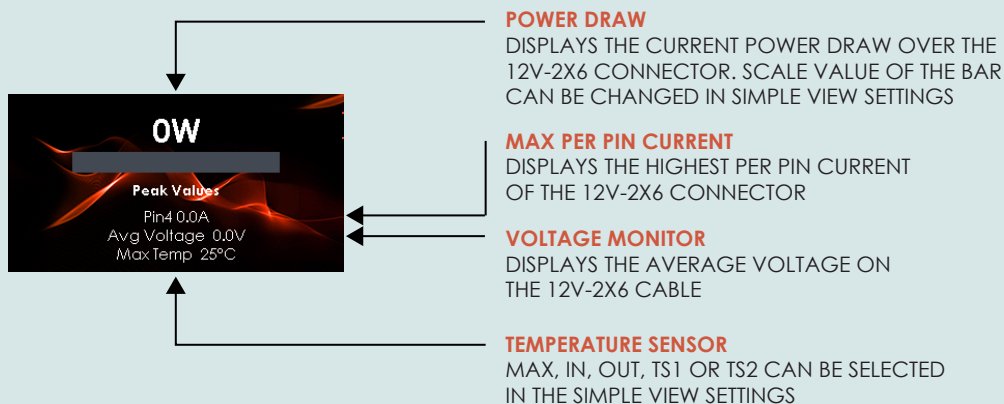 POWER DRAW
DISPLAYS THE CURRENT POWER DRAW OVER THE
12V-2X6 CONNECTOR. SCALE VALUE OF THE BAR
CAN BE CHANGED IN SIMPLE VIEW SETTINGS
0W
Peak Values
Pin4 0.0A
Avg Voltage 0.0V
Max Temp 25°C
MAX PER PIN CURRENT
DISPLAYS THE HIGHEST PER PIN CURRENT
OF THE 12V-2X6 CONNECTOR
VOLTAGE MONITOR
DISPLAYS THE AVERAGE VOLTAGE ON
THE 12V-2X6 CABLE
TEMPERATURE SENSOR
MAX, IN, OUT, TS1 OR TS2 CAN BE SELECTED
IN THE SIMPLE VIEW SETTINGS